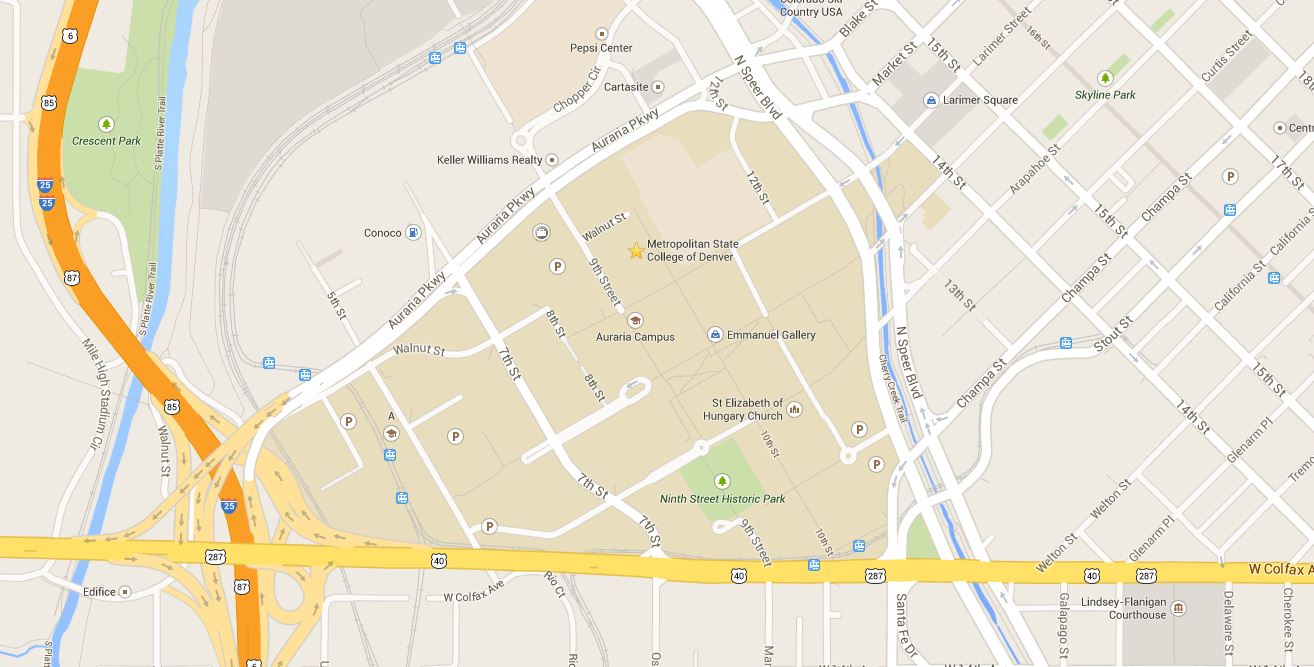 Colorado Ski
Country USA
Blake St
6
Pepsi Center
N Speer Blvd
Market St
15th St
Larimer Street
16th St
Curtis Street
18th
85
Chopper Cir
Cartasite
12th St
Larimer Square
Skyline Park
Crescent Park
S Platte River Trail
Auraria Pkwy
Keller Williams Realty
14th St
Arapahoe St
Champa St
17th St
P
25
25
12th St
Walnut St
15th St
Conoco
Auraria Pkwy
Metropolitan State
College of Denver
California St
87
P
9th Street
Champa St
13th St
California St
S Platte River Trail
5th St
Auraria Pkwy
Auraria Campus
Emmanuel Gallery
8th St
N Speer Blvd
Stout St
Mile High Stadium Cir
Walnut St
7th St
8th St
Cherry Creek Trail
Champa St
15th St
85
A
P
P
St Elizabeth of
Hungary Church
14th St
Glenarm Pl
Walnut St
10th St
P
P
Tremo
25
7th St
Ninth Street Historic Park
Welton St
P
7th St
9th Street
10th St
Glenarm Pl
Welton St
287
40
40
287
40
287
W Colfax A
87
Edifice
W Colfax Ave
Rio Ct
Santa Fe Dr
Galapago St
Lindsey-Flanigan
Courthouse
Delaware St
Cherokee St
6